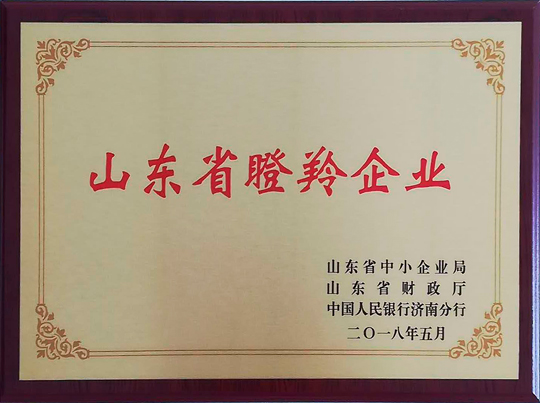 山东省瞪羚企业
山东省中小企业局
山东省财政厅
中国人民银行济南分行
二〇一八年五月